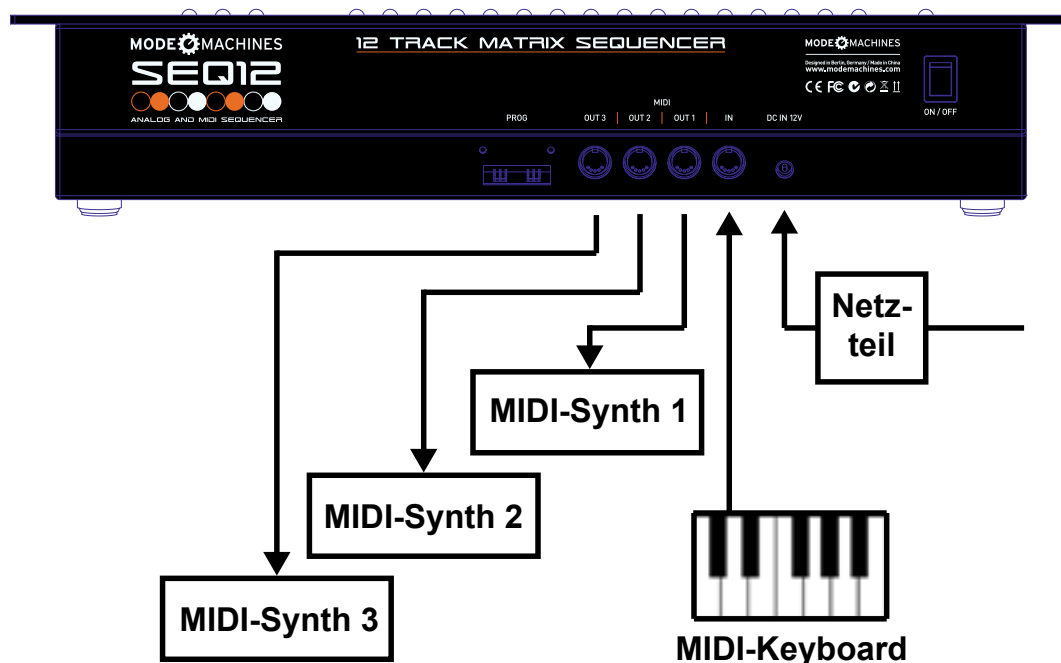 MODE MACHINES
SEQ12
ANALOG AND MIDI SEQUENCER
12 TRACK MATRIX SEQUENCER
MODE MACHINES
Designed in Berlin, Germany / Made in China
www.modemachines.com
CE FC
ON / OFF
MIDI
PROG
OUT 3 | OUT 2 | OUT 1 | IN
DC IN 12V
Netz-
teil
MIDI-Synth 1
MIDI-Synth 2
MIDI-Synth 3
MIDI-Keyboard